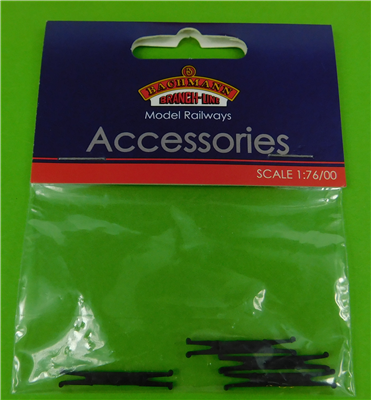 BACHMANN
BRANCH-LINE
Model Railways
Accessories
SCALE 1:76/00